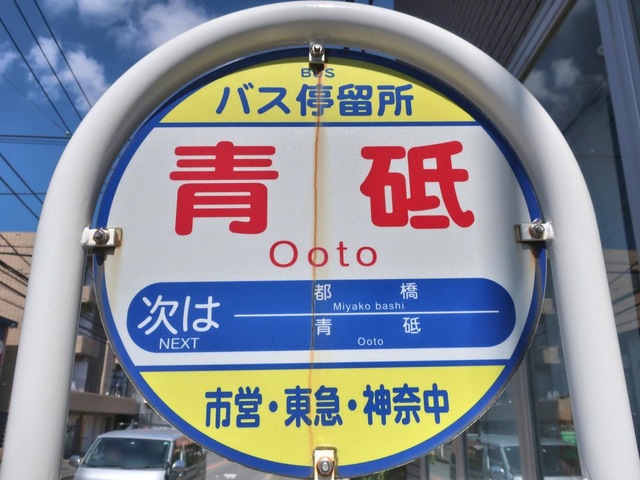 BUS
バス停留所
青砥
Ooto
次は
NEXT
都橋
Miyako bashi
青砥
Ooto
市営・東急・神奈中